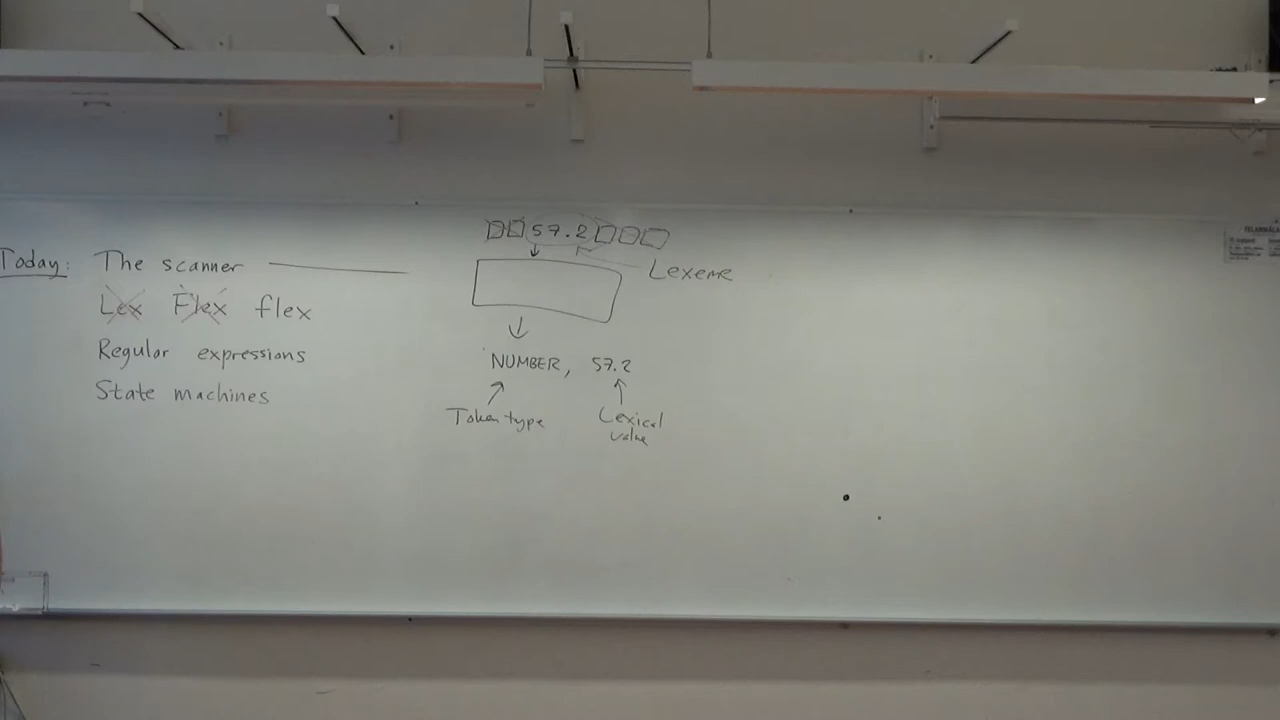 Today: The scanner
Lex Flex flex
Regular expressions
State machines
57.2
Lexeme
NUMBER, 57.2
Token type
Lexical
value